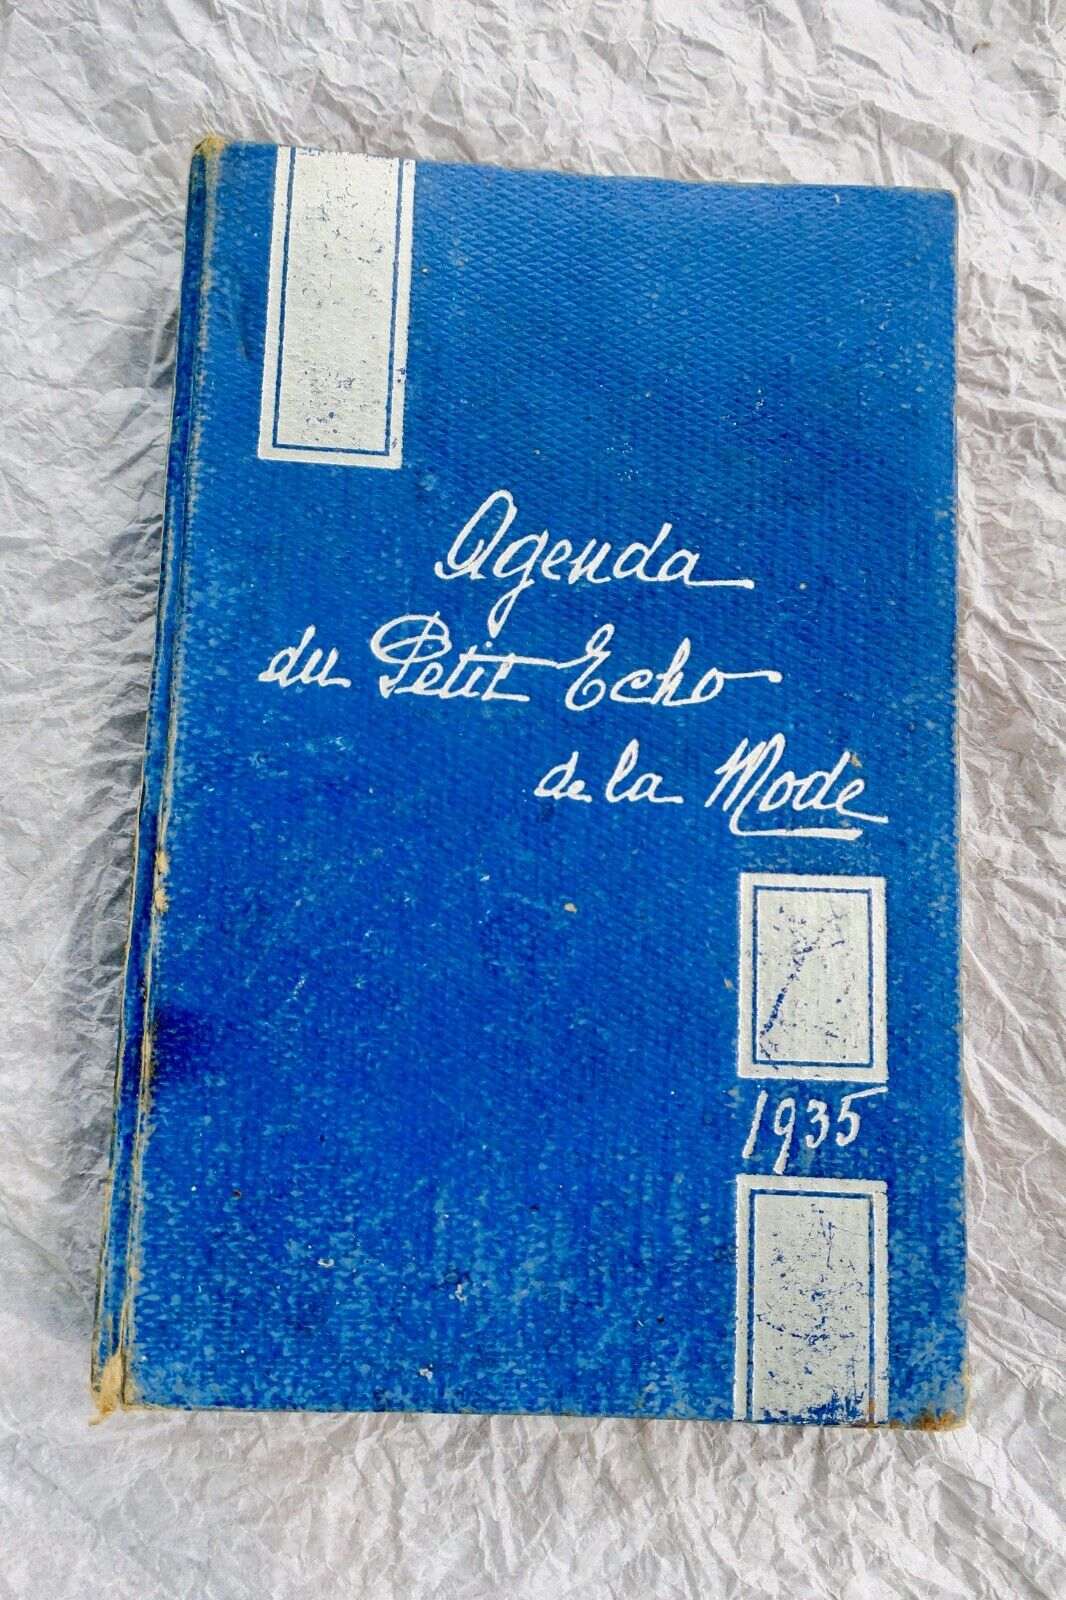 Agenda
du Petit Echo
de la Mode
1935